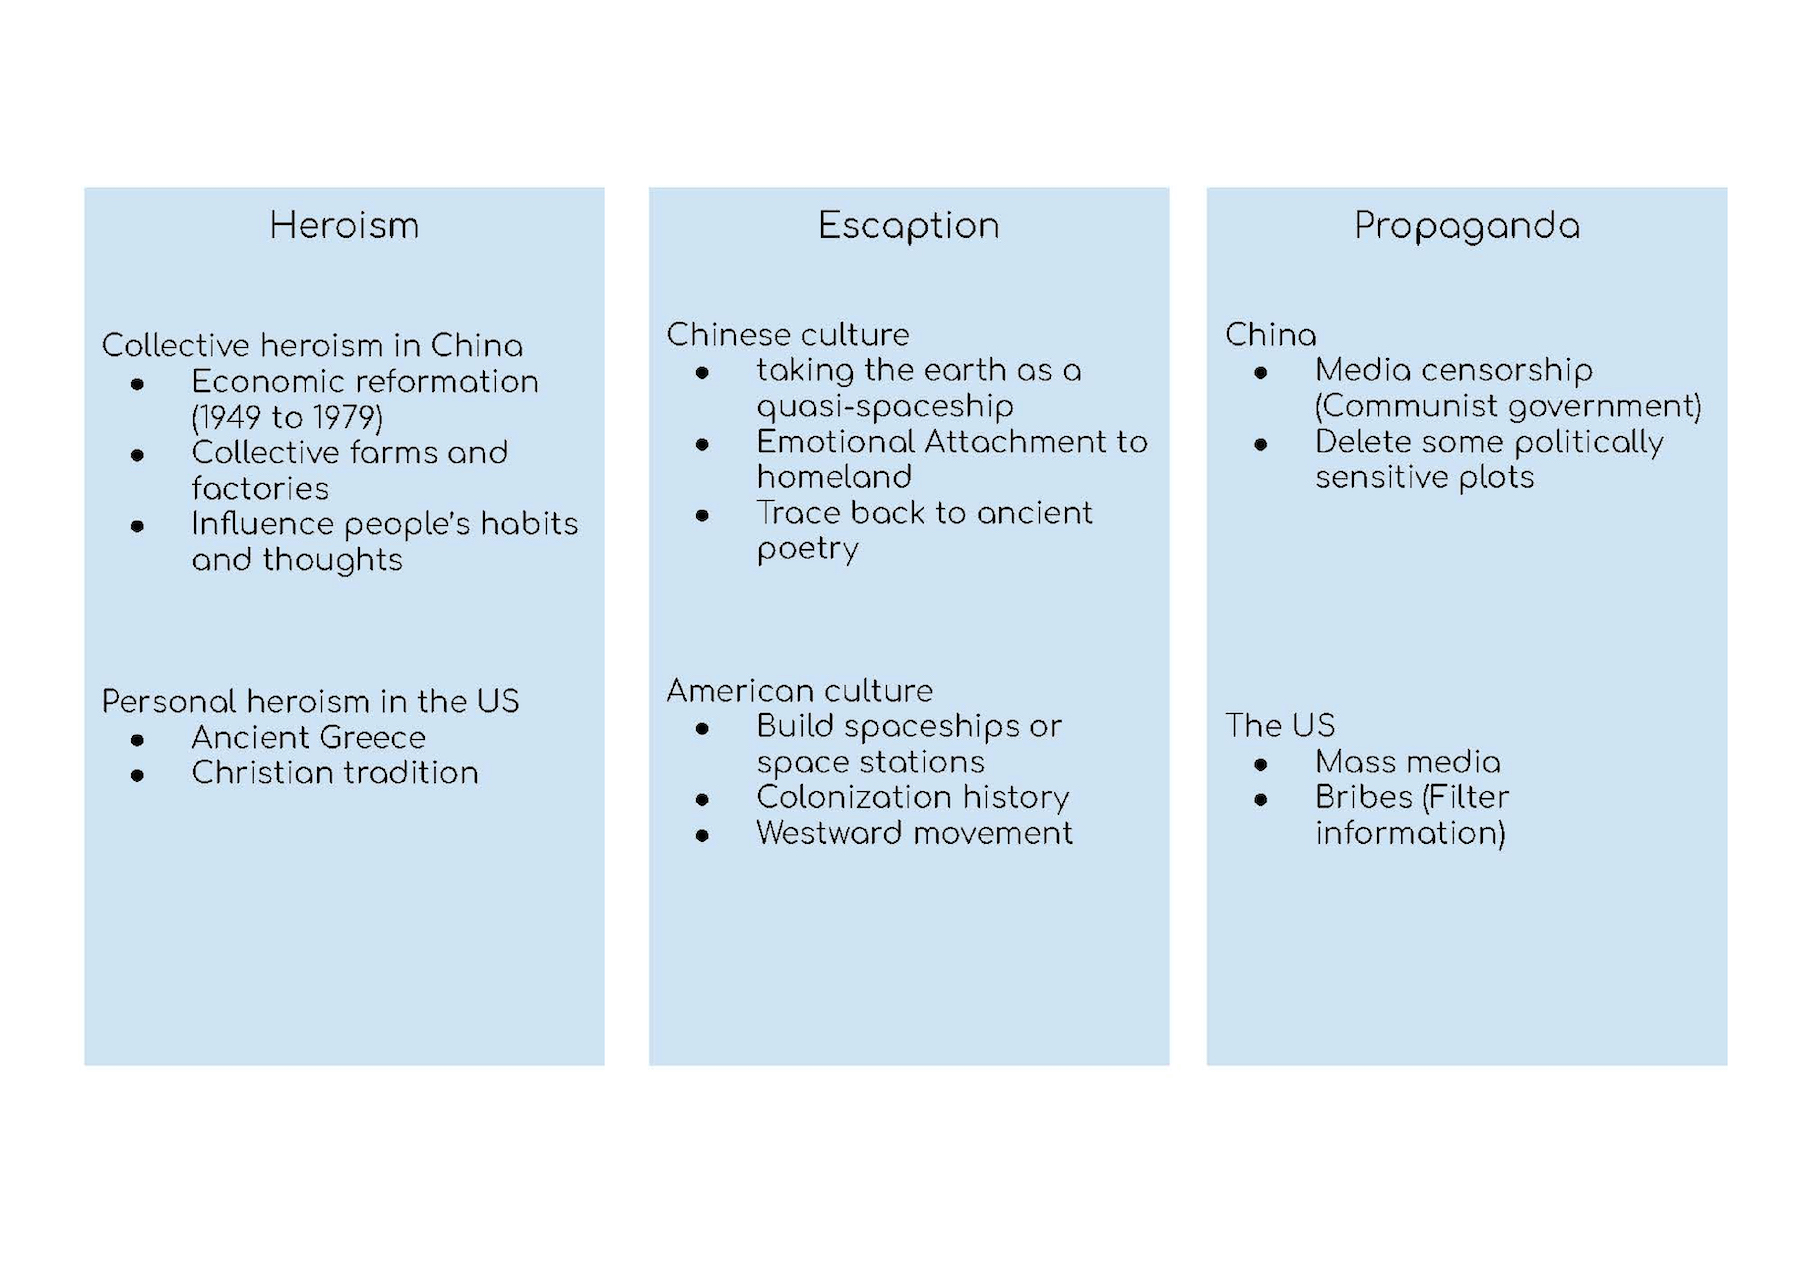 Heroism
Collective heroism in China
● Economic reformation
(1949 to 1979)
● Collective farms and
factories
● Influence people's habits
and thoughts
Personal heroism in the US
● Ancient Greece
● Christian tradition
Escaption
Chinese culture
● taking the earth as a
quasi-spaceship
● Emotional Attachment to
homeland
● Trace back to ancient
poetry
American culture
● Build spaceships or
space stations
● Colonization history
● Westward movement
Propaganda
China
● Media censorship
(Communist government)
● Delete some politically
sensitive plots
The US
● Mass media
● Bribes (Filter
information)